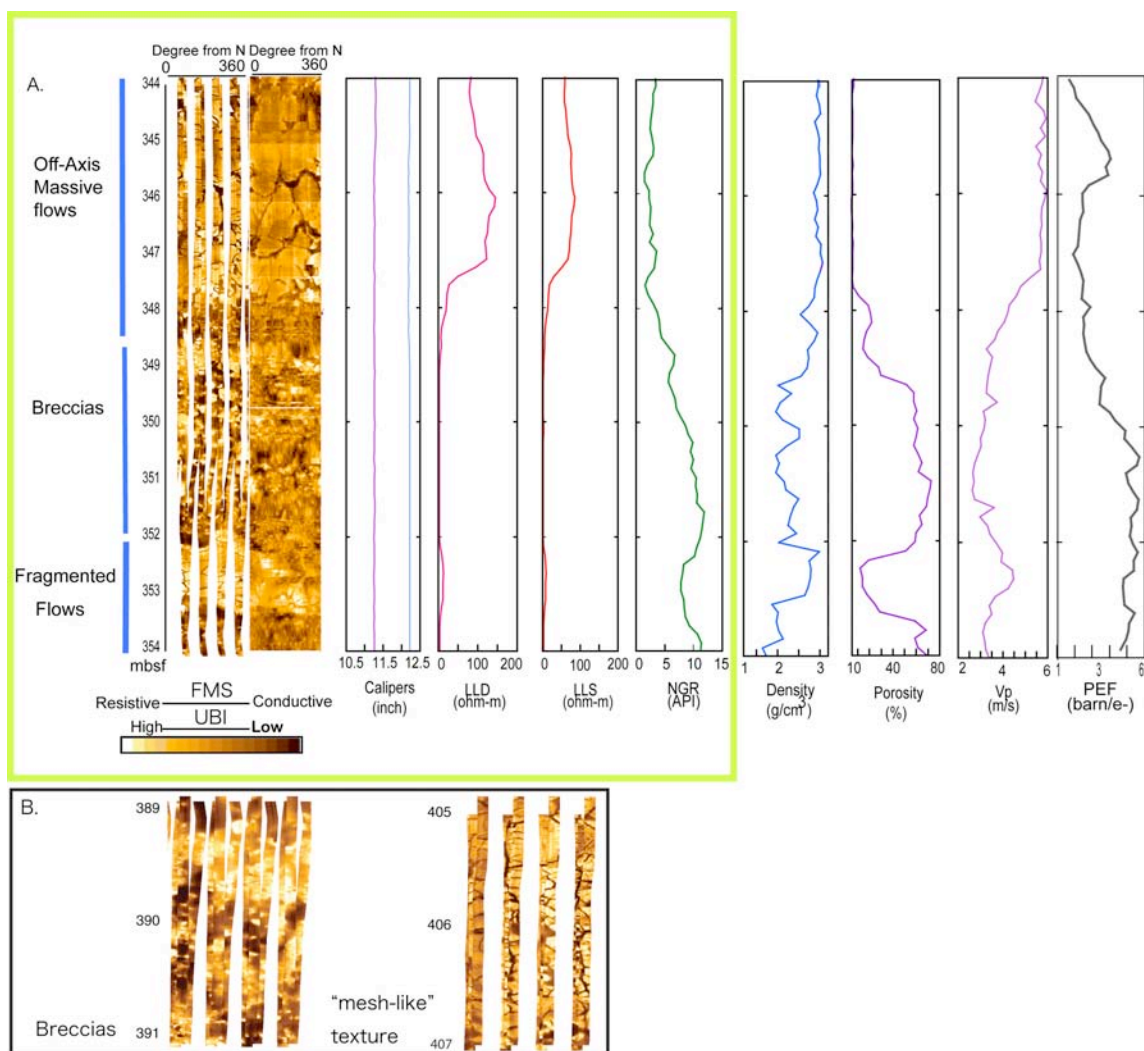 Degree from N Degree from N
0 360 0 360
A.
344
345
346
347
348
349
350
351
352
353
354
mbsf
Off-Axis
Massive
flows
Breccias
Fragmented
Flows
10.5 11.5 12.5
Calipers
(inch)
0 100 200
LLD
(ohm-m)
0 100 200
LLS
(ohm-m)
0 5 10 15
NGR
(API)
1 2 3
Density
(g/cm3)
10 40 80
Porosity
(%)
2 4 6
Vp
(m/s)
1 3 6
PEF
(barn/e-)
FMS
Resistive Conductive
UBI
High Low
B.
389
390
391
Breccias
405
406
407
“mesh-like”
texture